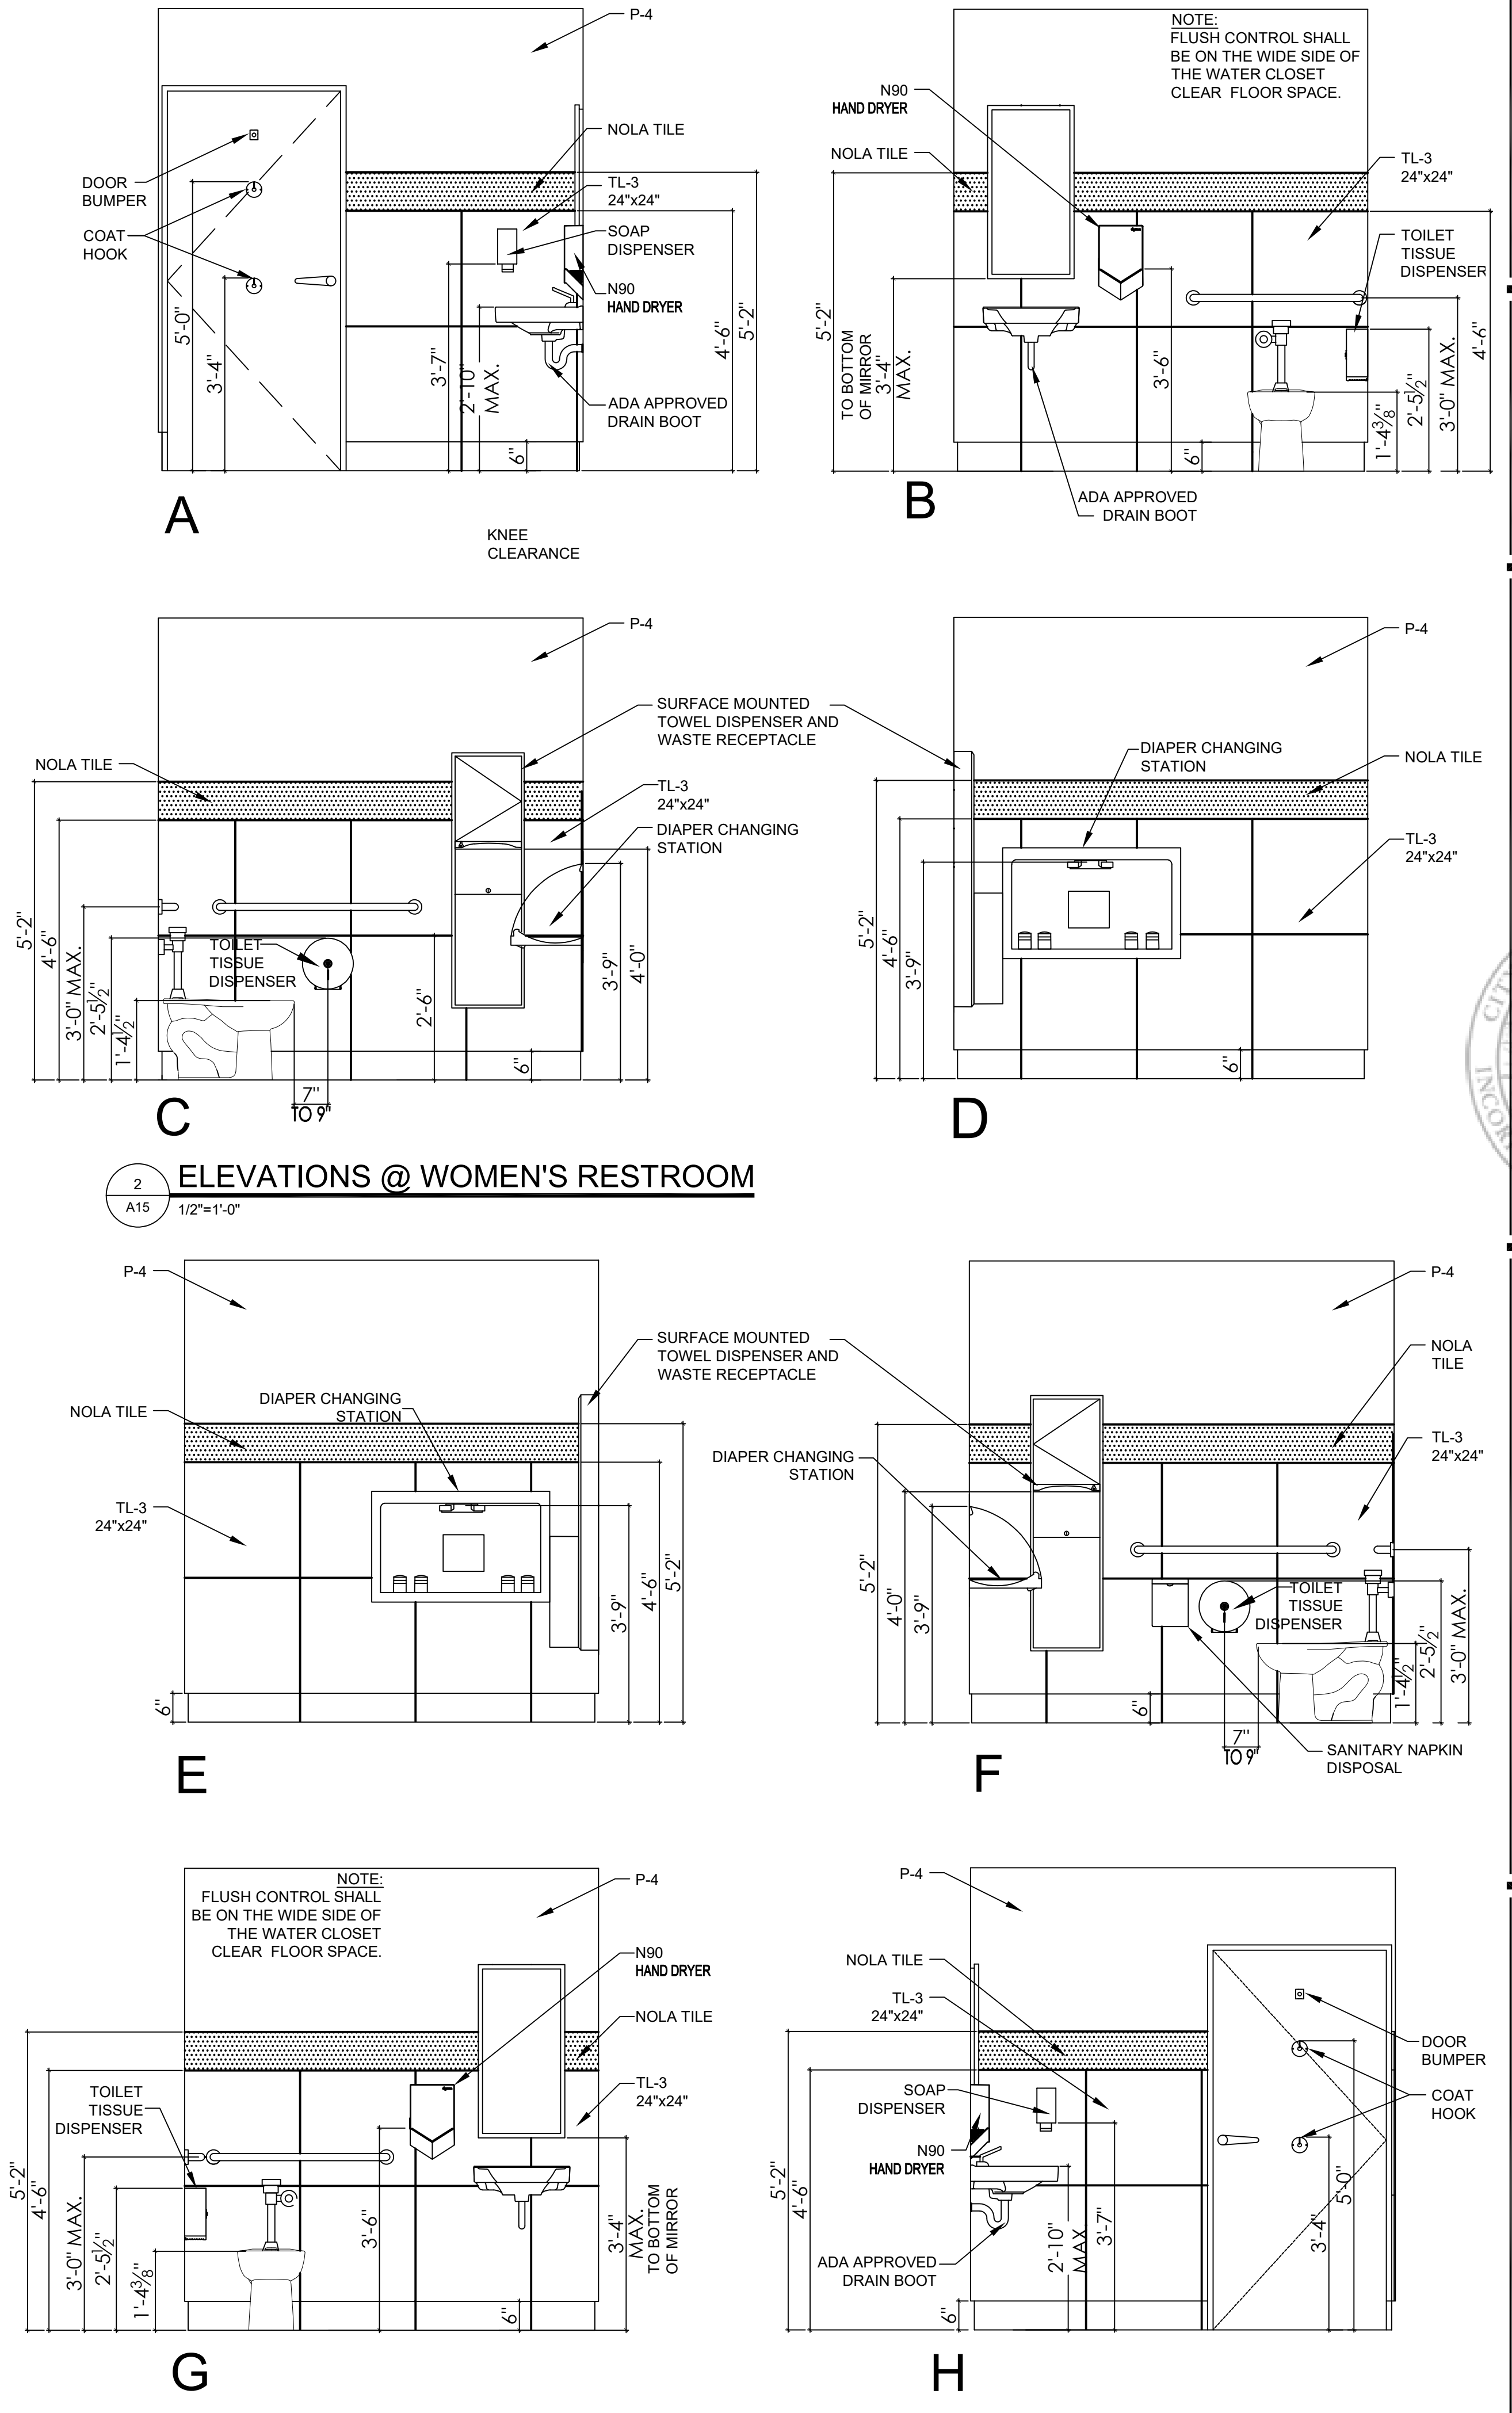 P-4
NOLA TILE
TL-3
24"x24"
SOAP
DISPENSER
N90
HAND DRYER
ADA APPROVED
DRAIN BOOT
DOOR
BUMPER
COAT
HOOK
5'-0"
3'-4"
3'-7"
2'-10"
MAX.
6"
4'-6"
5'-2"
A
KNEE
CLEARANCE
NOTE:
FLUSH CONTROL SHALL
BE ON THE WIDE SIDE OF
THE WATER CLOSET
CLEAR FLOOR SPACE.
N90
HAND DRYER
NOLA TILE
TL-3
24"x24"
TOILET
TISSUE
DISPENSER
5'-2"
TO BOTTOM
OF MIRROR
3'-4"
MAX.
3'-6"
6"
1'-4 3/8"
2'-5 1/2"
3'-0" MAX.
4'-6"
ADA APPROVED
DRAIN BOOT
B
P-4
SURFACE MOUNTED
TOWEL DISPENSER AND
WASTE RECEPTACLE
NOLA TILE
TL-3
24"x24"
DIAPER CHANGING
STATION
TOILET
TISSUE
DISPENSER
5'-2"
4'-6"
3'-0" MAX.
2'-5 1/2"
1'-4 1/2"
2'-6"
6"
3'-9"
4'-0"
7"
TO 9"
C
P-4
DIAPER CHANGING
STATION
NOLA TILE
TL-3
24"x24"
5'-2"
4'-6"
3'-9"
6"
D
2
A15
ELEVATIONS @ WOMEN'S RESTROOM
1/2"=1'-0"
P-4
DIAPER CHANGING
STATION
NOLA TILE
TL-3
24"x24"
SURFACE MOUNTED
TOWEL DISPENSER AND
WASTE RECEPTACLE
6"
3'-9"
4'-6"
5'-2"
E
P-4
NOLA
TILE
TL-3
24"x24"
DIAPER CHANGING
STATION
TOILET
TISSUE
DISPENSER
5'-2"
4'-0"
3'-9"
6"
1'-4 1/2"
2'-5 1/2"
3'-0" MAX.
7"
TO 9"
SANITARY NAPKIN
DISPOSAL
F
NOTE:
FLUSH CONTROL SHALL
BE ON THE WIDE SIDE OF
THE WATER CLOSET
CLEAR FLOOR SPACE.
P-4
N90
HAND DRYER
NOLA TILE
TL-3
24"x24"
TOILET
TISSUE
DISPENSER
5'-2"
4'-6"
3'-0" MAX.
2'-5 1/2"
1'-4 3/8"
3'-6"
6"
3'-4"
MAX.
TO BOTTOM
OF MIRROR
G
P-4
NOLA TILE
TL-3
24"x24"
SOAP
DISPENSER
N90
HAND DRYER
ADA APPROVED
DRAIN BOOT
DOOR
BUMPER
COAT
HOOK
5'-2"
4'-6"
6"
2'-10"
MAX
3'-7"
3'-4"
5'-0"
H